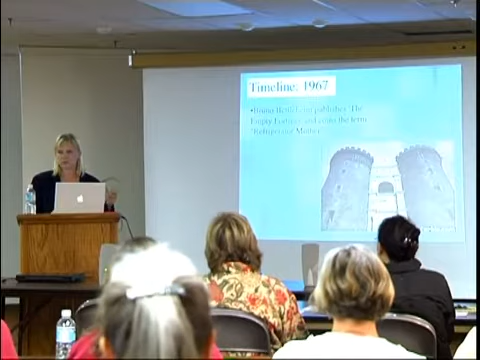 Timeline: 1967
•Bruno Bettelheim publishes "The
Empty Fortress" and coins the term
"Refrigerator Mother"